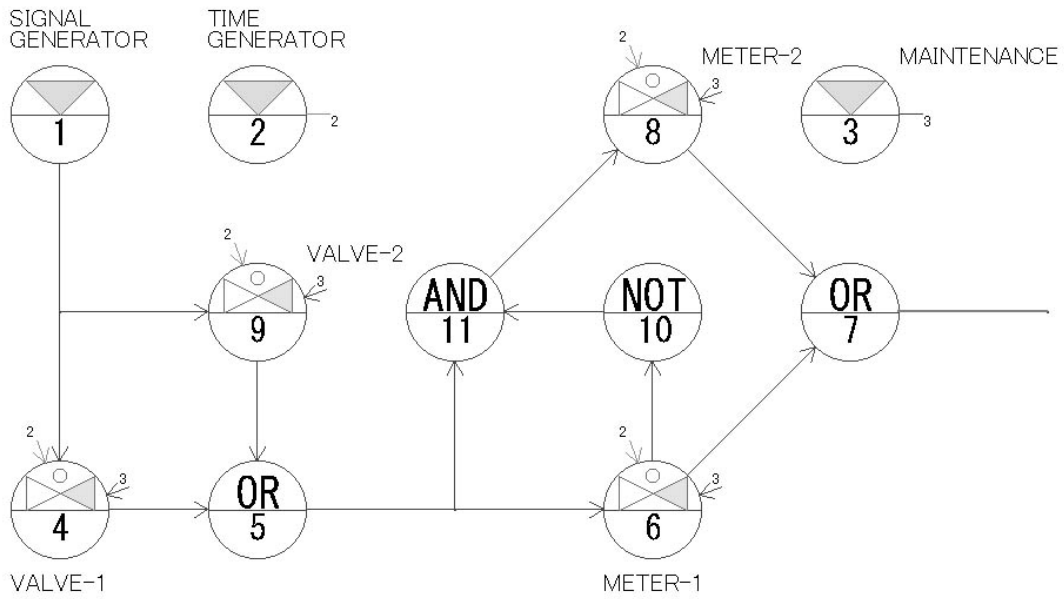 SIGNAL
GENERATOR
TIME
GENERATOR
METER-2
MAINTENANCE
2
3
1
2
2
8
3
3
2
VALVE-2
3
9
AND
11
NOT
10
OR
7
2
3
4
OR
5
2
3
6
VALVE-1
METER-1